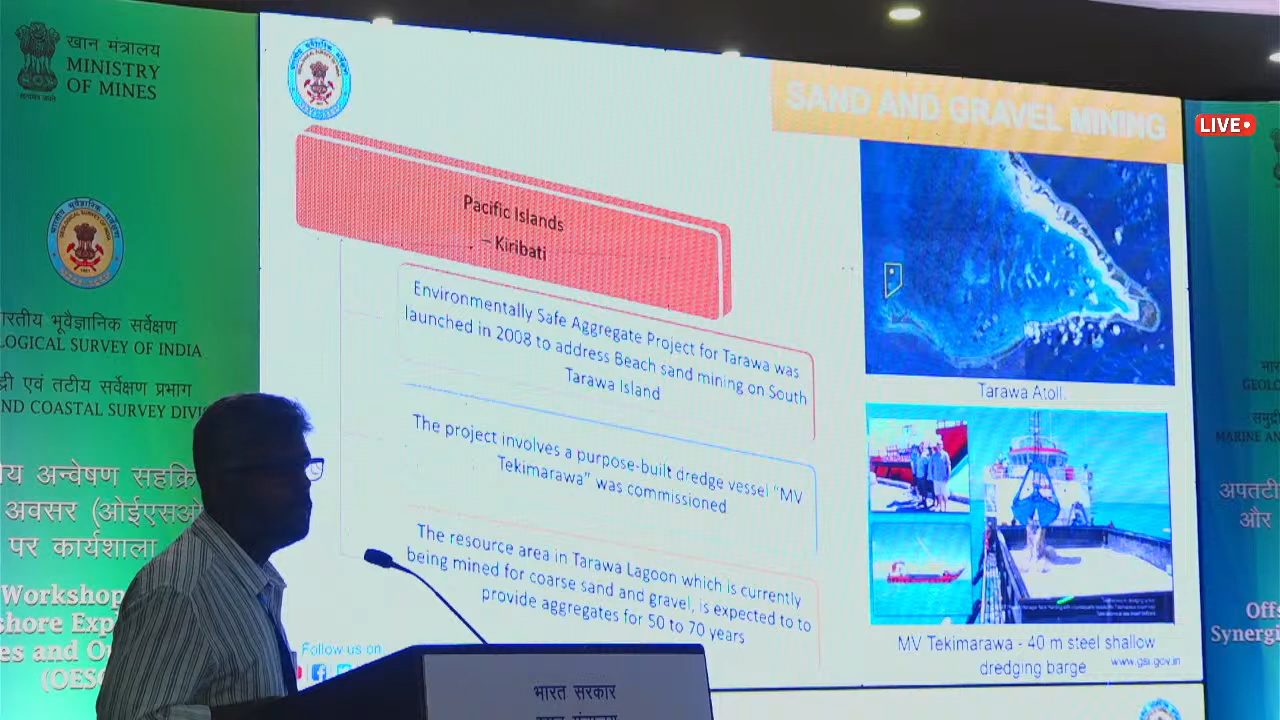 खान मंत्रालय
MINISTRY
OF MINES
SAND AND GRAVEL MINING
LIVE
Pacific Islands
– Kiribati
Environmentally Safe Aggregate Project for Tarawa was
launched in 2008 to address Beach sand mining on South
Tarawa Island
The project involves a purpose-built dredge vessel “MV
Tekimarawa” was commissioned
The resource area in Tarawa Lagoon which is currently
being mined for coarse sand and gravel, is expected to to
provide aggregates for 50 to 70 years
Tarawa Atoll.
MV Tekimarawa - 40 m steel shallow
dredging barge
www.gsi.gov.in
Follow us on
रतीय भूवैज्ञानिक सर्वेक्षण
LOGICAL SURVEY OF INDIA
द्री एवं तटीय सर्वेक्षण प्रभाग
ND COASTAL SURVEY DIVI
ीय अन्वेषण सहक्रि
अवसर (ओईएसओ
पर कार्यशाला
Workshop
shore Exp
es and O
(OES
भारत सरकार
GEOL
समुद्री
MARINE AN
अपतटी
और
Offs
Synergi